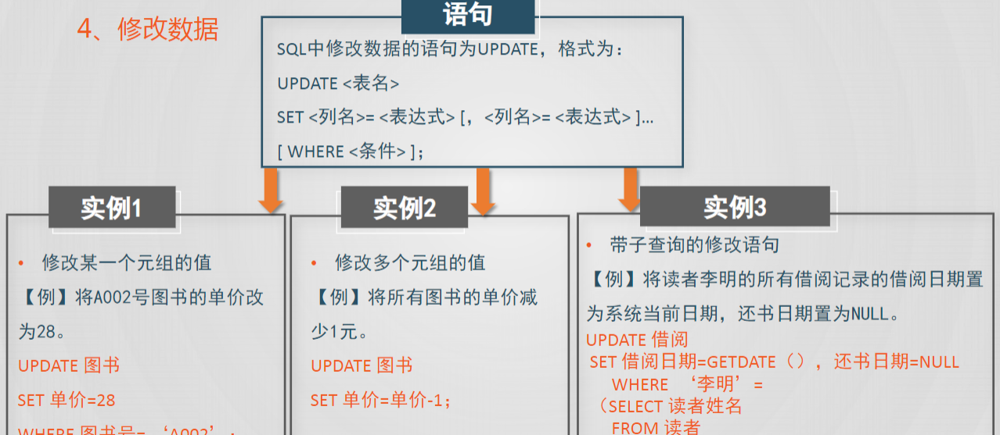 4、修改数据
语句
SQL中修改数据的语句为UPDATE，格式为：
UPDATE <表名>
SET <列名>= <表达式> [，<列名>= <表达式> ]…
[ WHERE <条件> ]；
实例1
• 修改某一个元组的值
【例】将A002号图书的单价改
为28。
UPDATE 图书
SET 单价=28
WHERE 图书号= ‘A002’；
实例2
• 修改多个元组的值
【例】将所有图书的单价减
少1元。
UPDATE 图书
SET 单价=单价-1；
实例3
• 带子查询的修改语句
【例】将读者李明的所有借阅记录的借阅日期置
为系统当前日期，还书日期置为NULL。
UPDATE 借阅
SET 借阅日期=GETDATE（），还书日期=NULL
WHERE ‘李明’=
（SELECT 读者姓名
FROM 读者